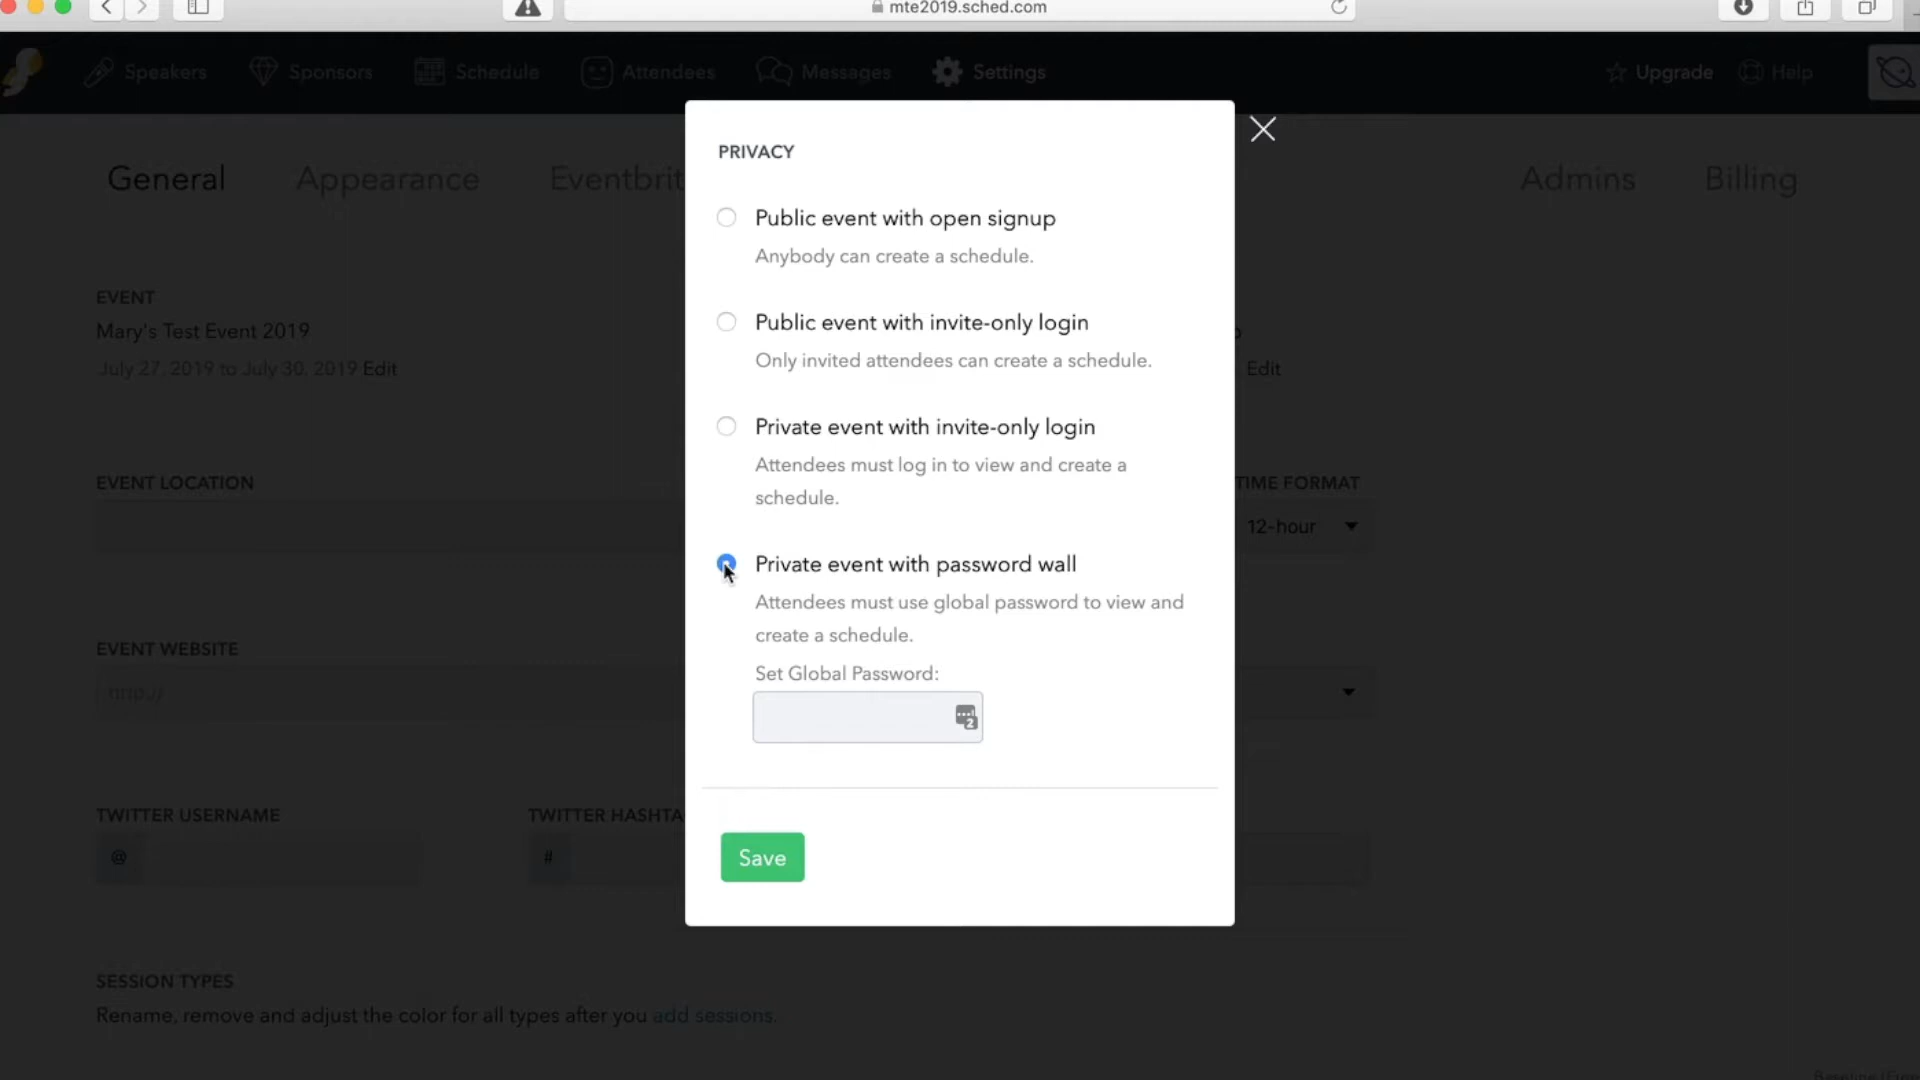 mte2019.sched.com
Speakers
Sponsors
Schedule
Attendees
Messages
Settings
Upgrade
Help
PRIVACY
General
Appearance
Admins
Billing
Public event with open signup
Anybody can create a schedule.
EVENT
Mary's Test Event 2019
July 27, 2019 to July 30, 2019 Edit
Public event with invite-only login
Only invited attendees can create a schedule.
Edit
Private event with invite-only login
Attendees must log in to view and create a
schedule.
EVENT LOCATION
TIME FORMAT
12-hour
Private event with password wall
Attendees must use global password to view and
create a schedule.
Set Global Password:
2
EVENT WEBSITE
TWITTER USERNAME
@
TWITTER HASHTA
#
Save
SESSION TYPES
Rename, remove and adjust the color for all types after you add sessions.